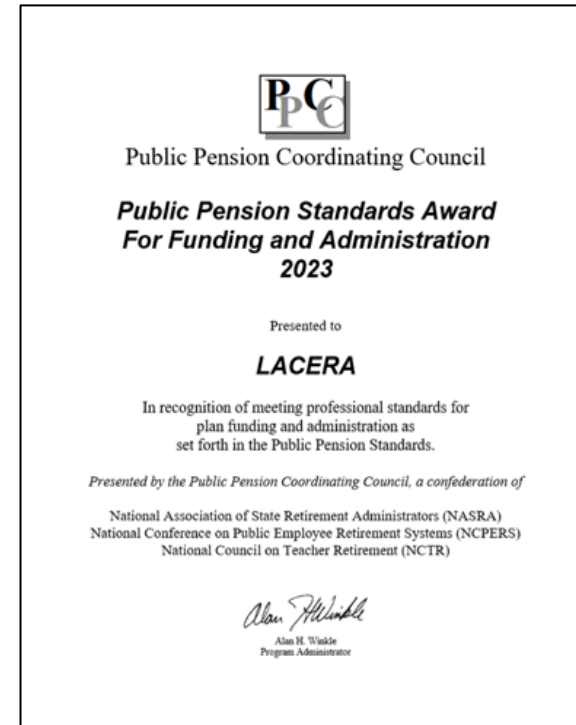 PPCC
Public Pension Coordinating Council
Public Pension Standards Award
For Funding and Administration
2023
Presented to
LACERA
In recognition of meeting professional standards for
plan funding and administration as
set forth in the Public Pension Standards.
Presented by the Public Pension Coordinating Council, a confederation of
National Association of State Retirement Administrators (NASRA)
National Conference on Public Employee Retirement Systems (NCPERS)
National Council on Teacher Retirement (NCTR)
Alan H Winkle
Alan H. Winkle
Program Administrator